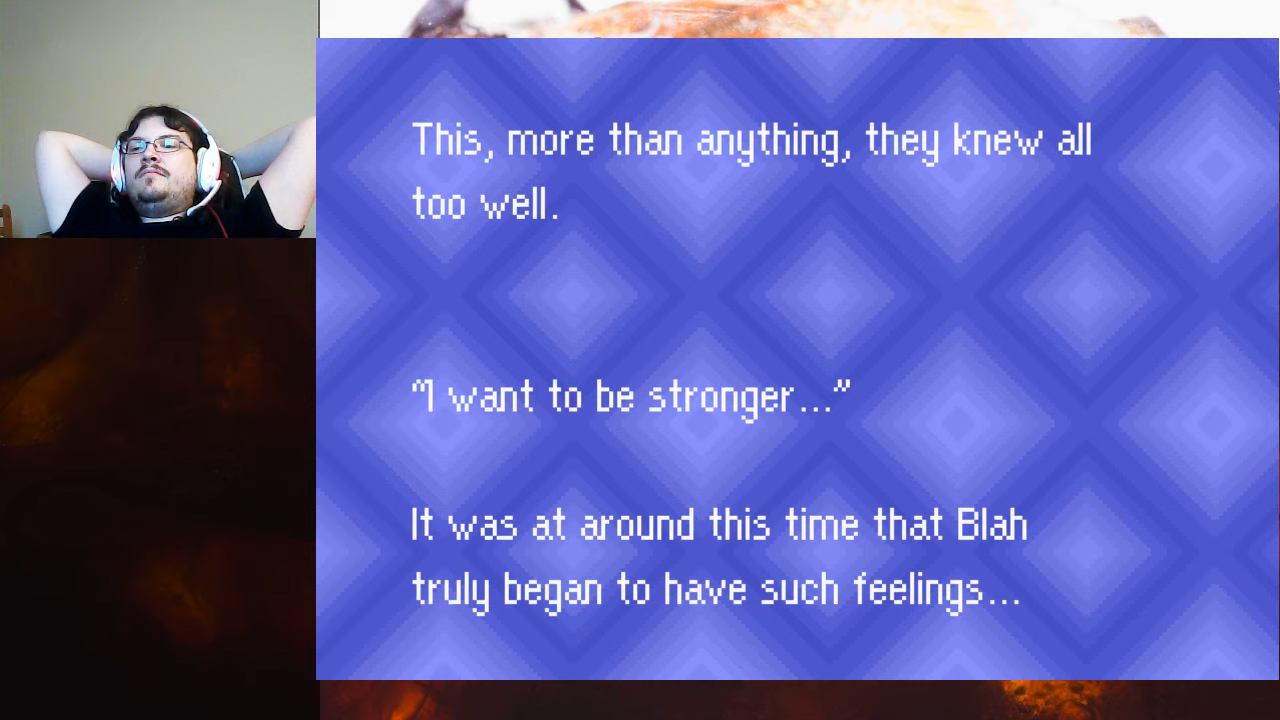 This, more than anything, they knew all
too well.
“I want to be stronger...”
It was at around this time that Blah
truly began to have such feelings...